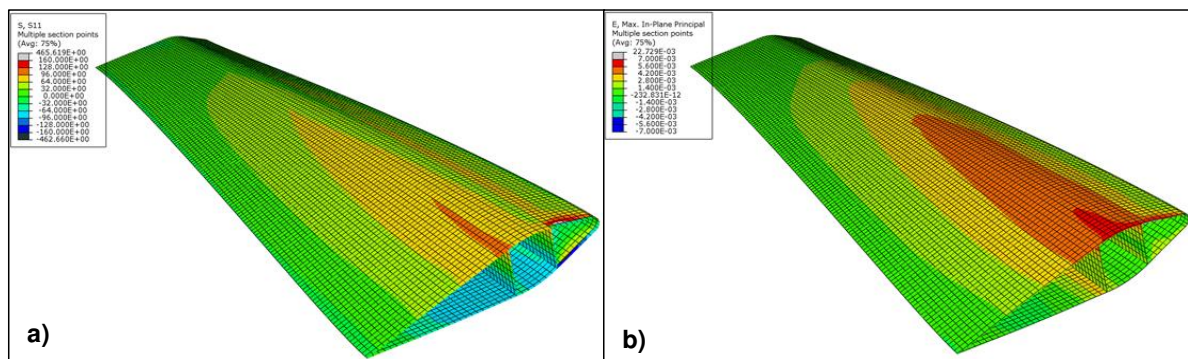 S, S11
Multiple section points
(Avg: 75%)
465.619E+00
160.000E+00
128.000E+00
96.000E+00
64.000E+00
32.000E+00
0.000E+00
-32.000E+00
-64.000E+00
-96.000E+00
-128.000E+00
-160.000E+00
-462.660E+00
a)
E, Max. In-Plane Principal
Multiple section points
(Avg: 75%)
22.729E-03
7.000E-03
5.600E-03
4.200E-03
2.800E-03
1.400E-03
-232.831E-12
-1.400E-03
-2.800E-03
-4.200E-03
-5.600E-03
-7.000E-03
b)